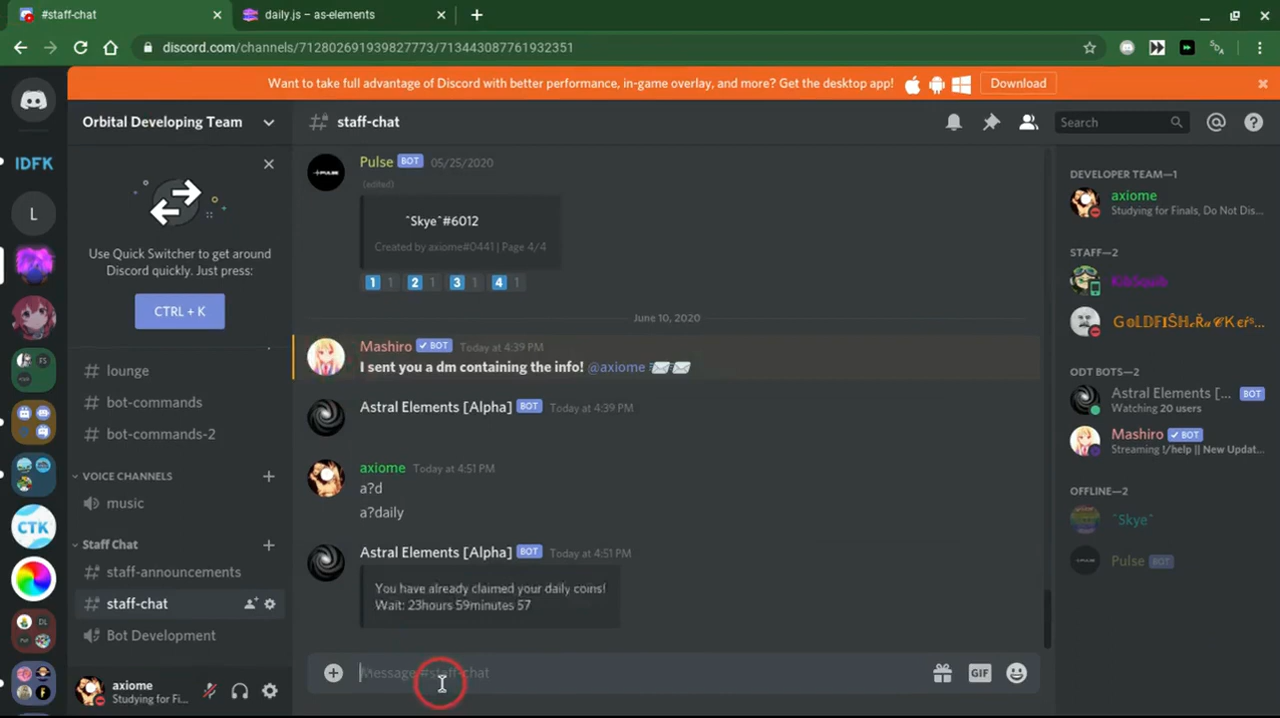 #staff-chat
daily.js – as-elements
discord.com/channels/712802691939827773/713443087761932351
Want to take full advantage of Discord with better performance, in-game overlay, and more? Get the desktop app!
Download
Orbital Developing Team
staff-chat
Search
IDFK
L
FS
CTK
DL
F
Use Quick Switcher to get around
Discord quickly. Just press:
CTRL + K
lounge
bot-commands
bot-commands-2
VOICE CHANNELS
music
Staff Chat
staff-announcements
staff-chat
Bot Development
axiome
Studying for Fi...
Pulse BOT 05/25/2020
(edited)
PULSE
ˆSkyeˆ#6012
Created by axiome#0441 | Page 4/4
1 1 2 1 3 1 4 1
June 10, 2020
Mashiro BOT Today at 4:39 PM
I sent you a dm containing the info! @axiome
Astral Elements [Alpha] BOT Today at 4:39 PM
axiome Today at 4:51 PM
a?d
a?daily
Astral Elements [Alpha] BOT Today at 4:51 PM
You have already claimed your daily coins!
Wait: 23hours 59minutes 57
Message #staff-chat
GIF
DEVELOPER TEAM—1
axiome
Studying for Finals, Do Not Dis...
STAFF—2
KibSquib
ODT BOTS—2
Astral Elements [... BOT
Watching 20 users
Mashiro BOT
Streaming !/help || New Updat...
OFFLINE—2
ˆSkyeˆ
Pulse BOT